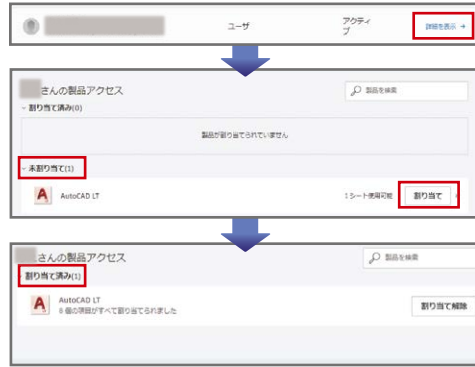 ユーザ
アクティ
ブ
詳細を表示 →
さんの製品アクセス
製品を検索
割り当て済み(0)
製品が割り当てられていません
未割り当て(1)
AutoCAD LT
1シート使用可能
割り当て
さんの製品アクセス
製品を検索
割り当て済み(1)
AutoCAD LT
割り当て解除
個の項目がすべて割り当てられました